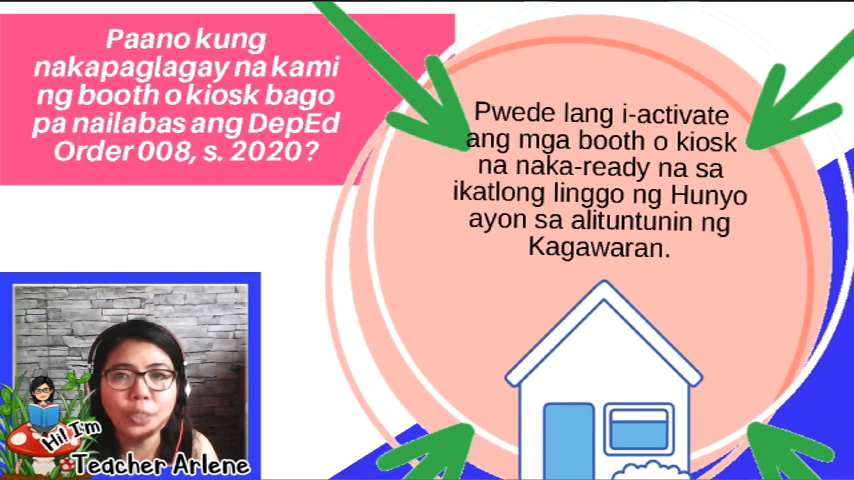 Paano kung
nakapaglagay na kami
ng booth o kiosk bago
pa nailabas ang DepEd
Order 008, s. 2020?
Pwede lang i-activate
ang mga booth o kiosk
na naka-ready na sa
ikatlong linggo ng Hunyo
ayon sa alituntunin ng
Kagawaran.
Hi! I'm
Teacher Arlene